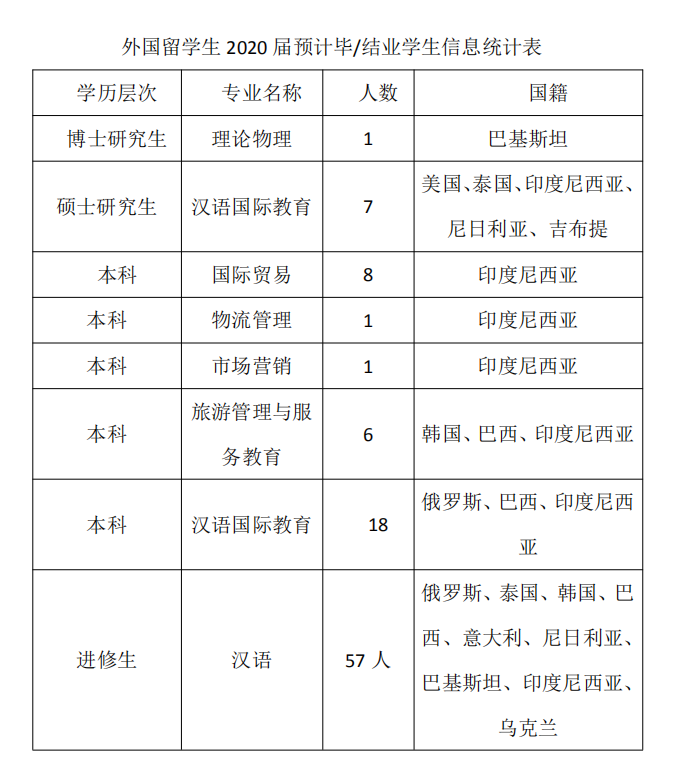 外国留学生 2020 届预计毕/结业学生信息统计表
学历层次 专业名称 人数 国籍
博士研究生 理论物理 1 巴基斯坦
硕士研究生 汉语国际教育 7 美国、泰国、印度尼西亚、
尼日利亚、吉布提
本科 国际贸易 8 印度尼西亚
本科 物流管理 1 印度尼西亚
本科 市场营销 1 印度尼西亚
本科 旅游管理与服
务教育 6 韩国、巴西、印度尼西亚
本科 汉语国际教育 18 俄罗斯、巴西、印度尼西
亚
进修生 汉语 57 人 俄罗斯、泰国、韩国、巴
西、意大利、尼日利亚、
巴基斯坦、印度尼西亚、
乌克兰